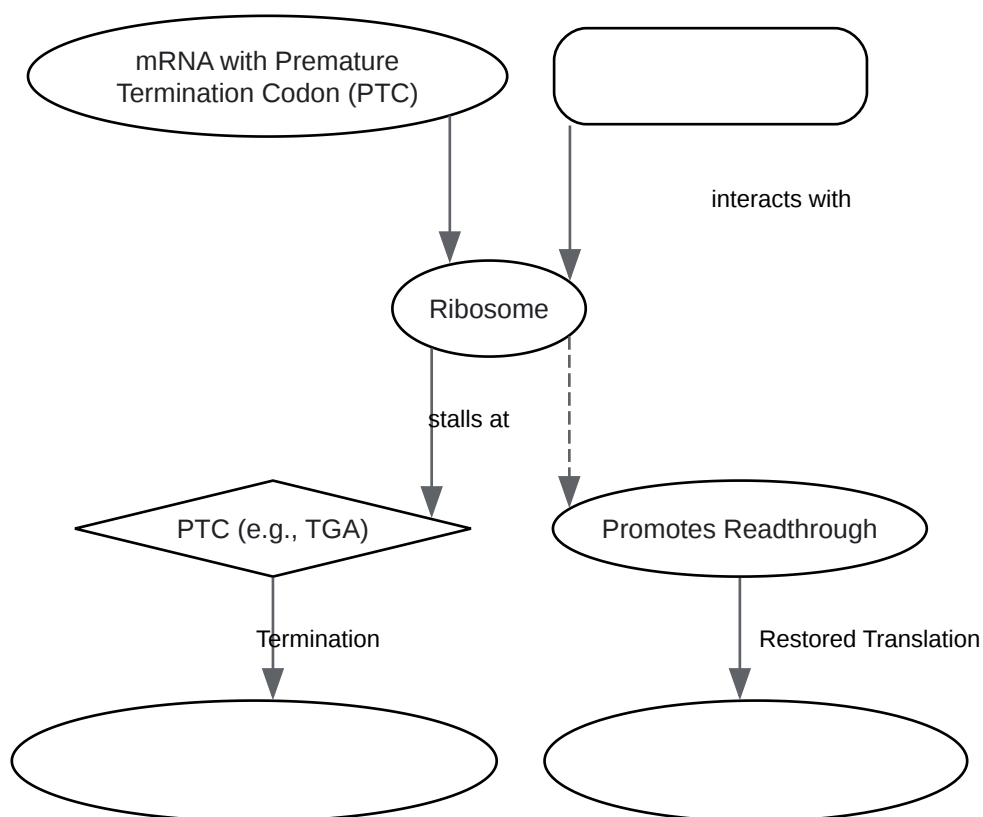 mRNA with Premature
Termination Codon (PTC)
interacts with
Ribosome
stalls at
PTC (e.g., TGA)
Promotes Readthrough
Termination
Restored Translation